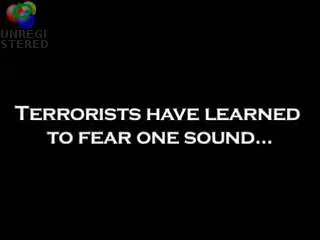 UNREGI
STERED
TERRORISTS HAVE LEARNED
TO FEAR ONE SOUND...